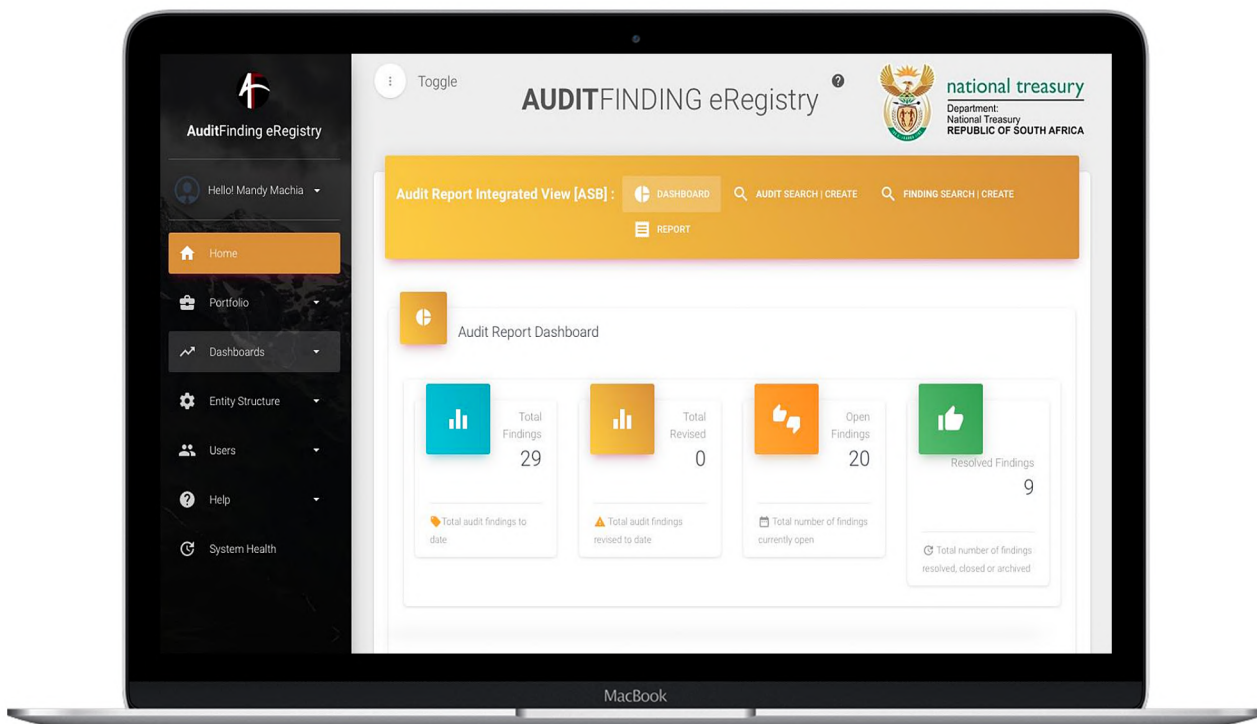 AuditFinding eRegistry
Hello! Mandy Machia
Home
Portfolio
Dashboards
Entity Structure
Users
Help
System Health
Toggle
AUDITFINDING eRegistry
national treasury
Department:
National Treasury
REPUBLIC OF SOUTH AFRICA
Audit Report Integrated View [ASB] :
DASHBOARD
AUDIT SEARCH | CREATE
FINDING SEARCH | CREATE
REPORT
Audit Report Dashboard
Total
Findings
29
Total audit findings to
date
Total
Revised
0
Total audit findings
revised to date
Open
Findings
20
Total number of findings
currently open
Resolved Findings
9
Total number of findings
resolved, closed or archived
MacBook